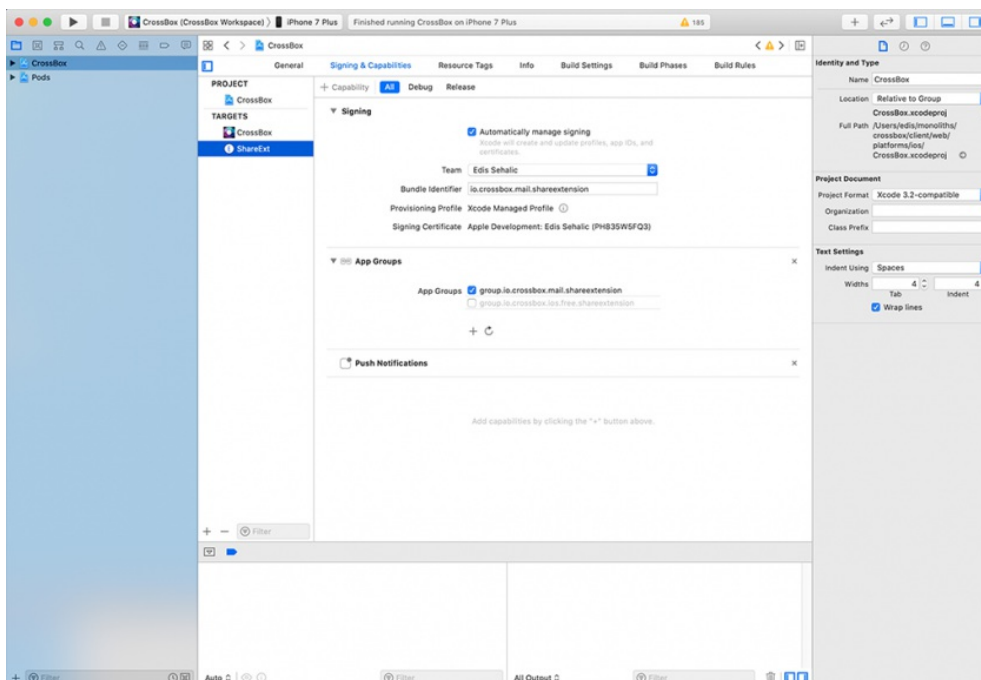 CrossBox (CrossBox Workspace) › iPhone 7 Plus
Finished running CrossBox on iPhone 7 Plus
185
CrossBox
Pods
CrossBox
General
Signing & Capabilities
Resource Tags
Info
Build Settings
Build Phases
Build Rules
PROJECT
CrossBox
TARGETS
CrossBox
ShareExt
+ Capability
All
Debug
Release
Signing
Automatically manage signing
Xcode will create and update profiles, app IDs, and
certificates.
Team Edis Sehalic
Bundle Identifier io.crossbox.mail.shareextension
Provisioning Profile Xcode Managed Profile
Signing Certificate Apple Development: Edis Sehalic (PH835W5FQ3)
App Groups
App Groups group.io.crossbox.mail.shareextension
group.io.crossbox.ios.free.shareextension
Push Notifications
Add capabilities by clicking the "+" button above.
Filter
Identity and Type
Name CrossBox
Location Relative to Group
CrossBox.xcodeproj
Full Path /Users/edis/monoliths/
crossbox/client/web/
platforms/ios/
CrossBox.xcodeproj
Project Document
Project Format Xcode 3.2-compatible
Organization
Class Prefix
Text Settings
Indent Using Spaces
Widths 4 4
Tab Indent
Wrap lines
Filter
Auto
Filter
All Output
Filter